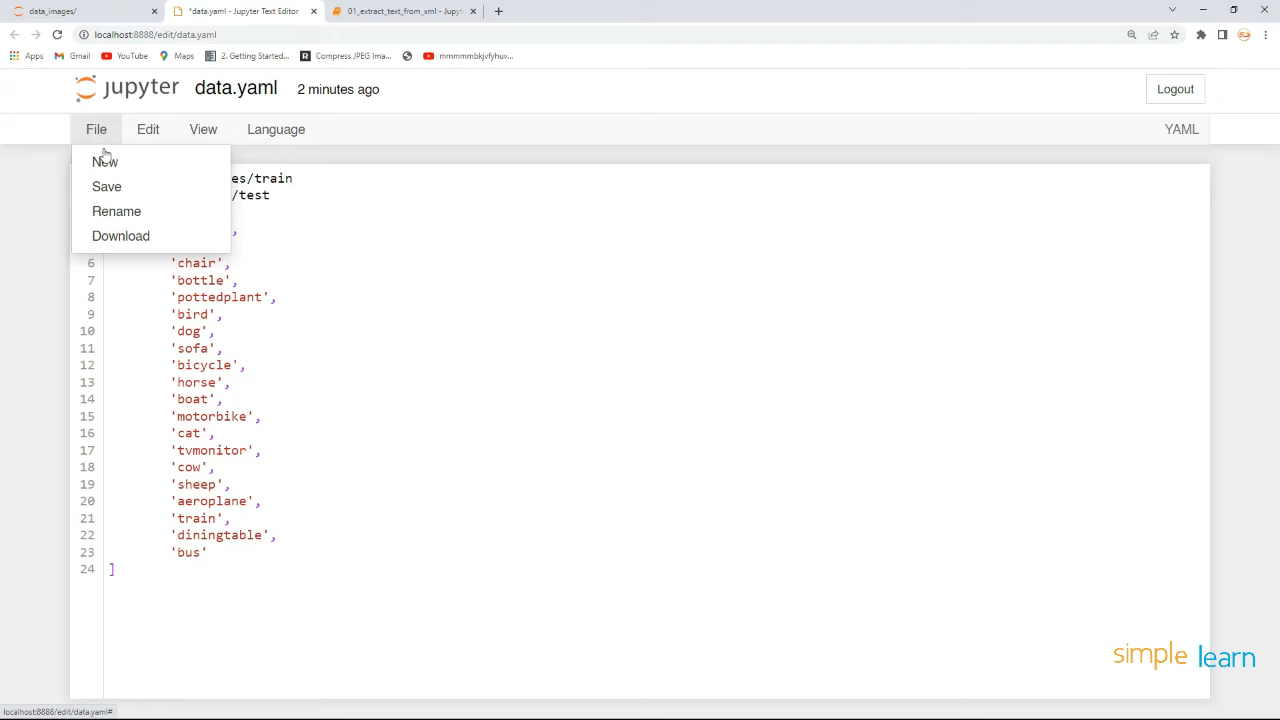 data_images/
*data.yaml - Jupyter Text Editor
01_extract_text_from_xml - Jupyt
localhost:8888/edit/data.yaml
Apps
Gmail
YouTube
Maps
2. Getting Started...
Compress JPEG Ima...
mmmmmbkjvfyhuv...
jupyter
data.yaml
2 minutes ago
Logout
File
Edit
View
Language
YAML
New
Save
Rename
Download
es/train
/test
,
6 'chair',
7 'bottle',
8 'pottedplant',
9 'bird',
10 'dog',
11 'sofa',
12 'bicycle',
13 'horse',
14 'boat',
15 'motorbike',
16 'cat',
17 'tvmonitor',
18 'cow',
19 'sheep',
20 'aeroplane',
21 'train',
22 'diningtable',
23 'bus'
24 ]
simplelearn
localhost:8888/edit/data.yaml#